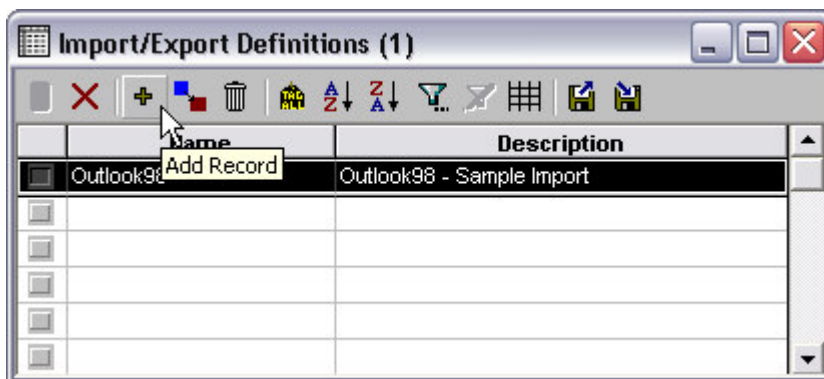 Import/Export Definitions (1)
A
Z
Z
A
Name Description
Add Record
Outlook98 Outlook98 - Sample Import